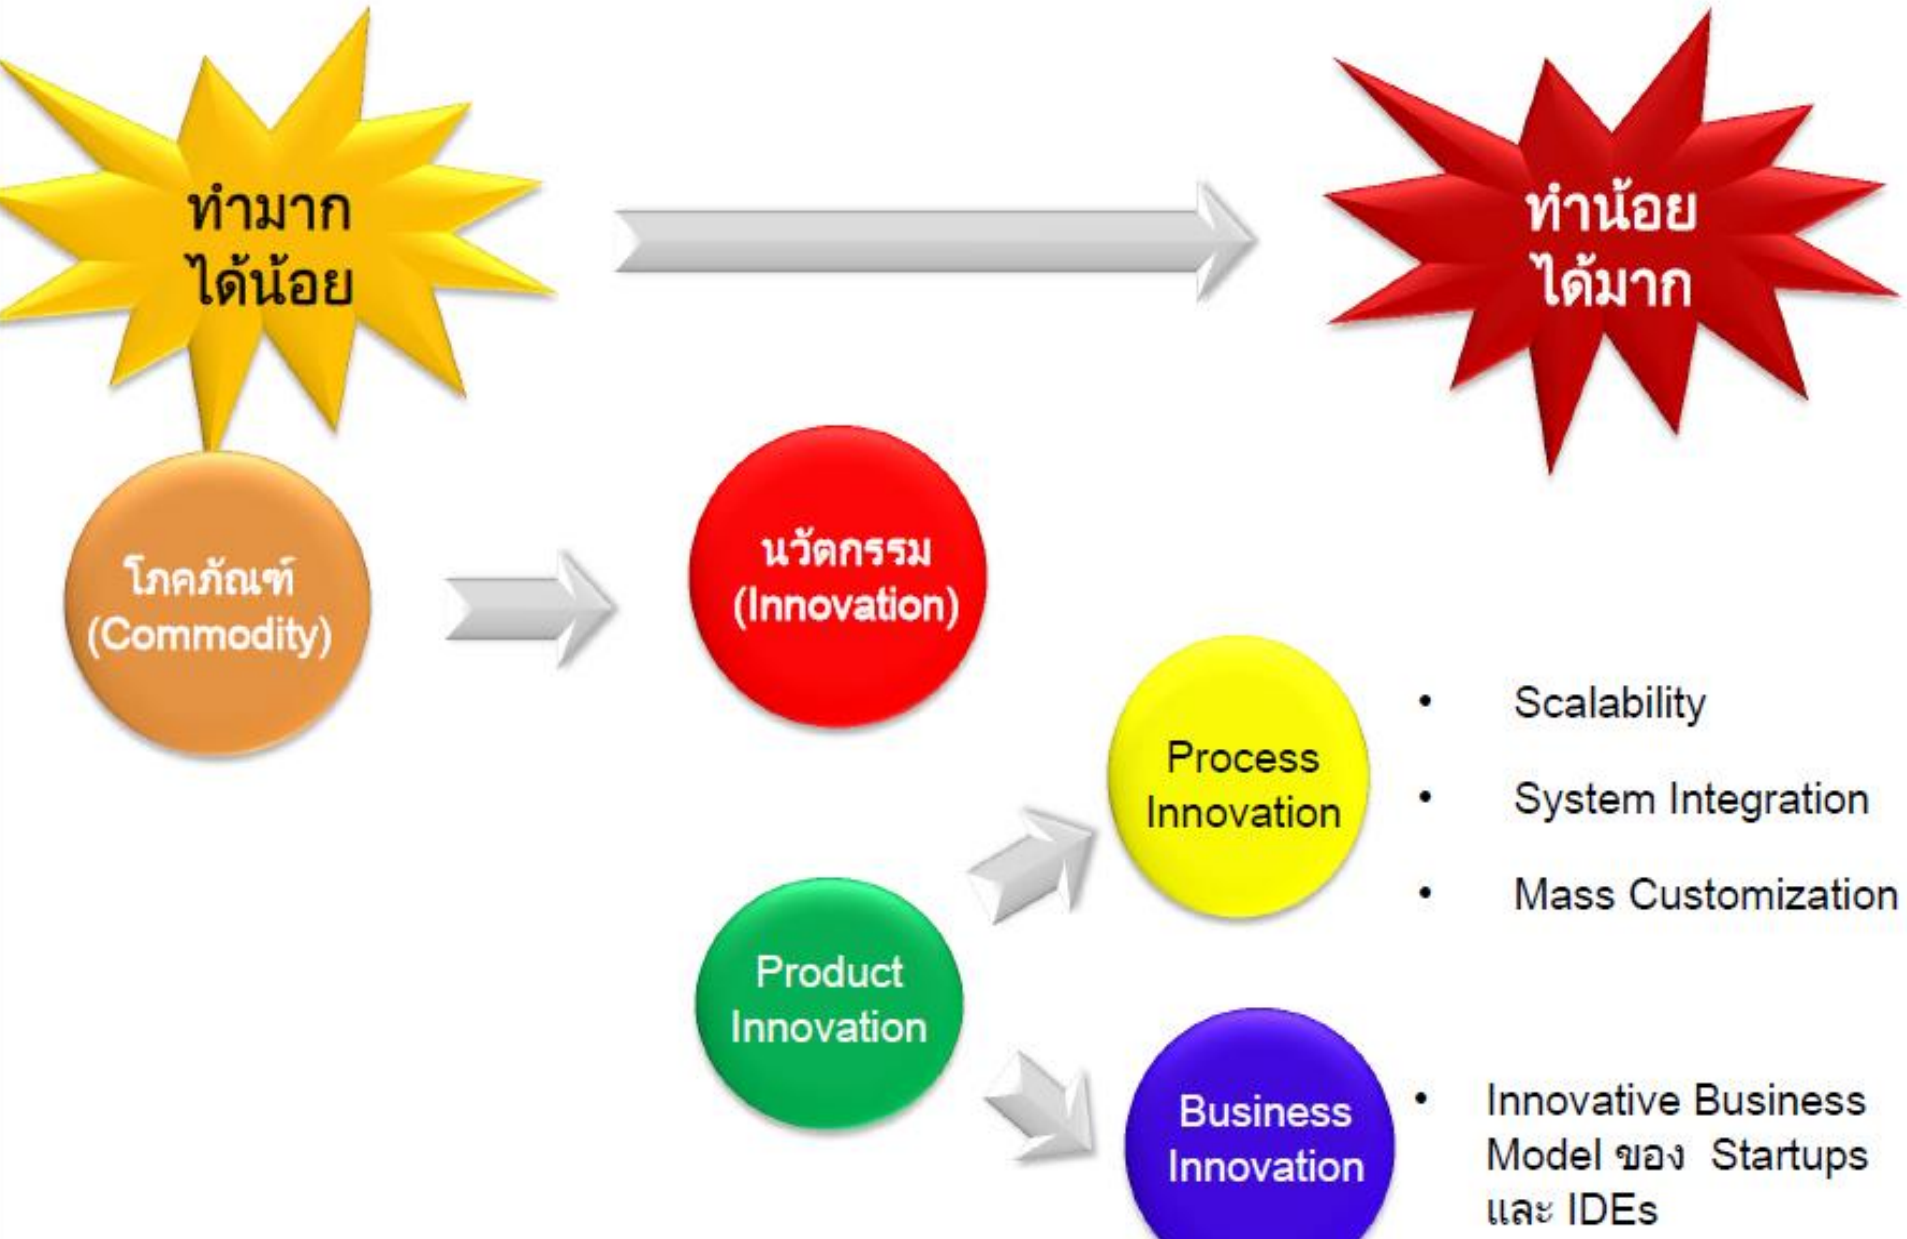 ทำมาก
ได้น้อย
ทำน้อย
ได้มาก
โภคภัณฑ์
(Commodity)
นวัตกรรม
(Innovation)
Process
Innovation
• Scalability
• System Integration
• Mass Customization
Product
Innovation
Business
Innovation
• Innovative Business
Model ของ Startups
และ IDEs